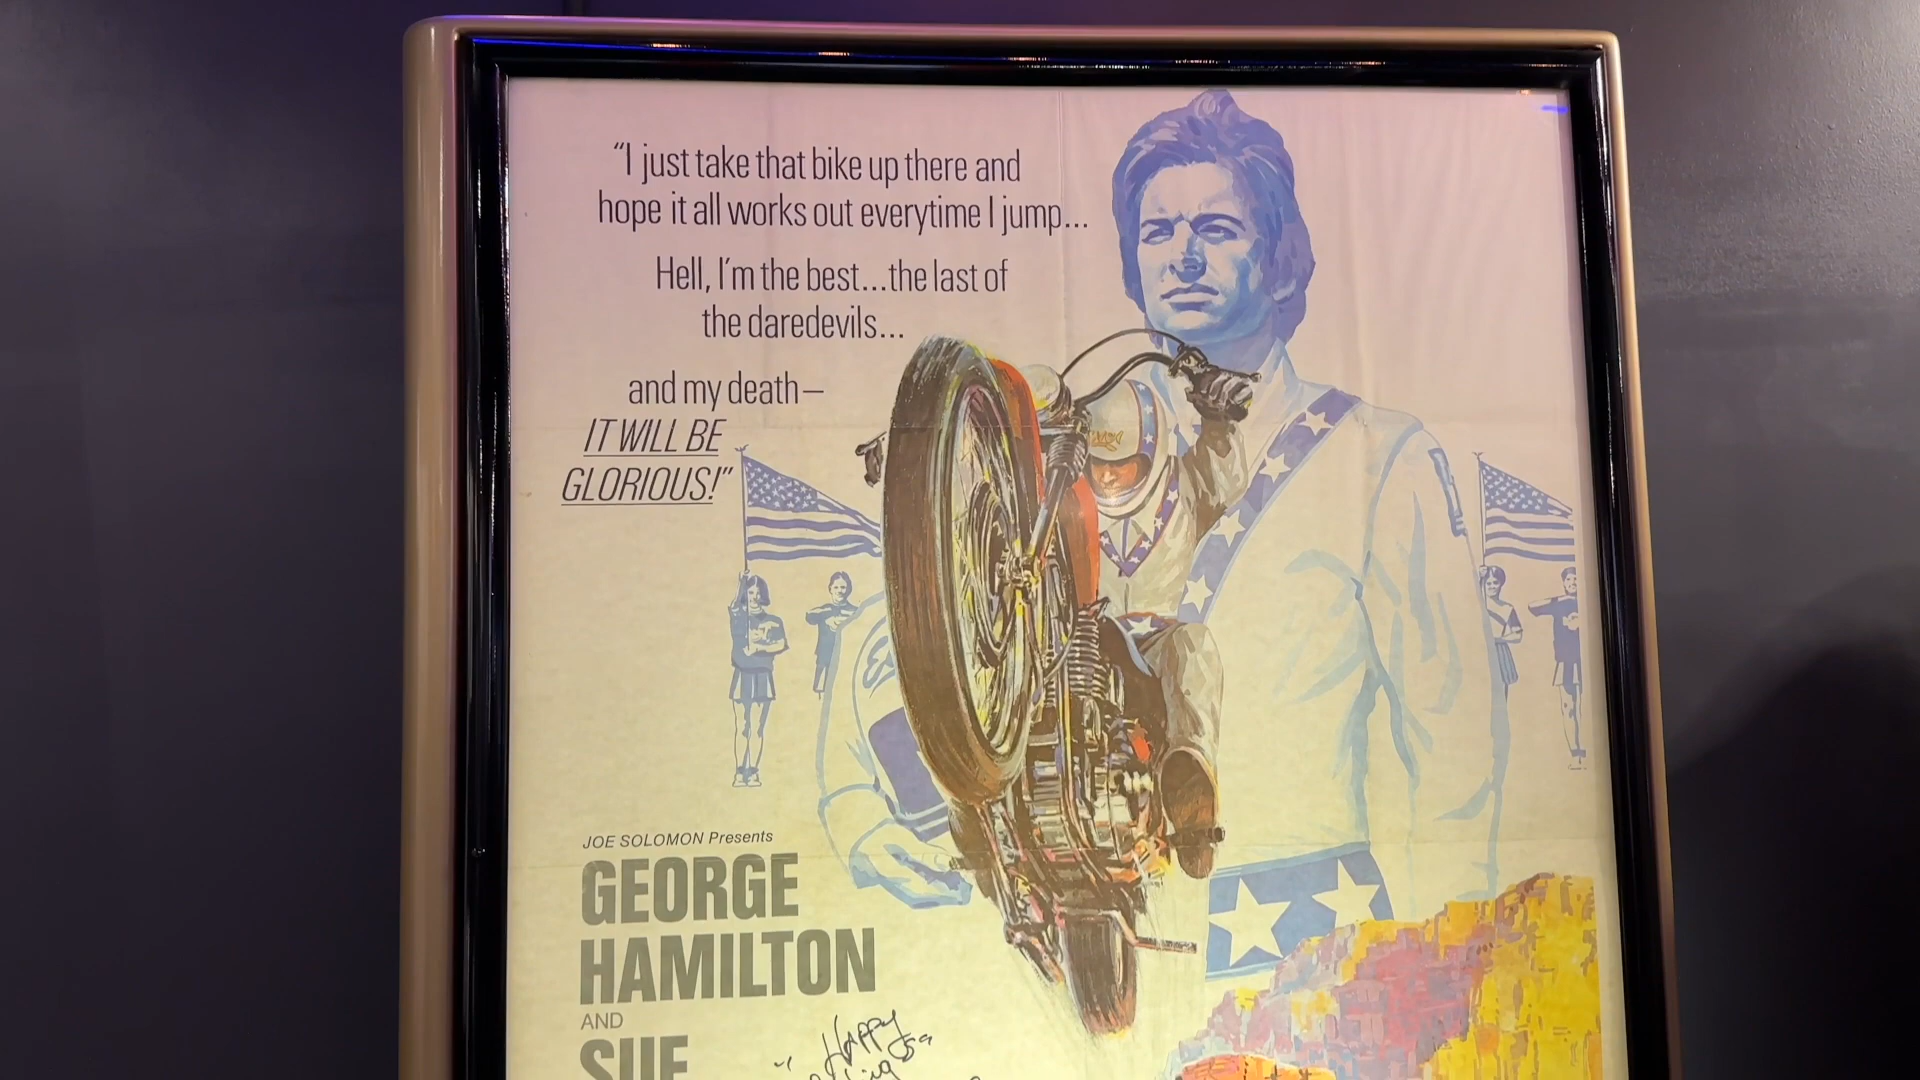 “I just take that bike up there and
hope it all works out everytime I jump...
Hell, I'm the best...the last of
the daredevils...
and my death—
IT WILL BE
GLORIOUS!”
JOE SOLOMON Presents
GEORGE
HAMILTON
AND
SUE
Happy